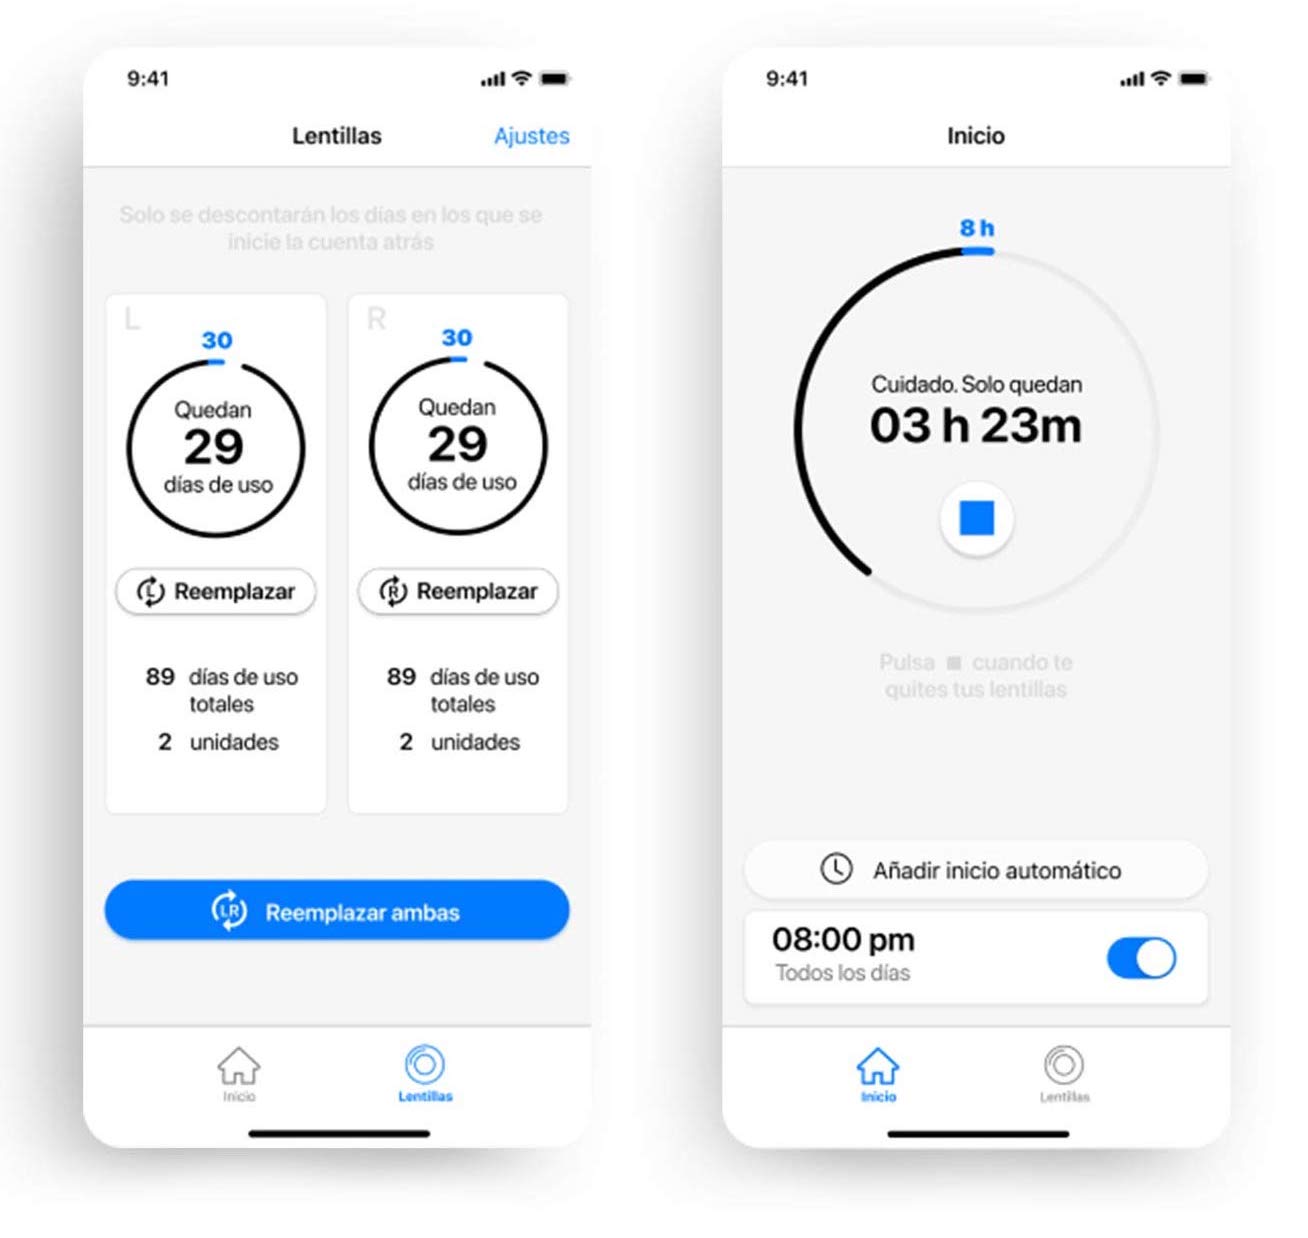 9:41
Lentillas
Ajustes
Solo se descontarán los días en los que se
inicie la cuenta atrás
L
30
Quedan
29
días de uso
L Reemplazar
89 días de uso
totales
2 unidades
R
30
Quedan
29
días de uso
R Reemplazar
89 días de uso
totales
2 unidades
LR Reemplazar ambas
Inicio
Lentillas
9:41
Inicio
8 h
Cuidado. Solo quedan
03 h 23m
Pulsa ■ cuando te
quites tus lentillas
Añadir inicio automático
08:00 pm
Todos los días
Inicio
Lentillas